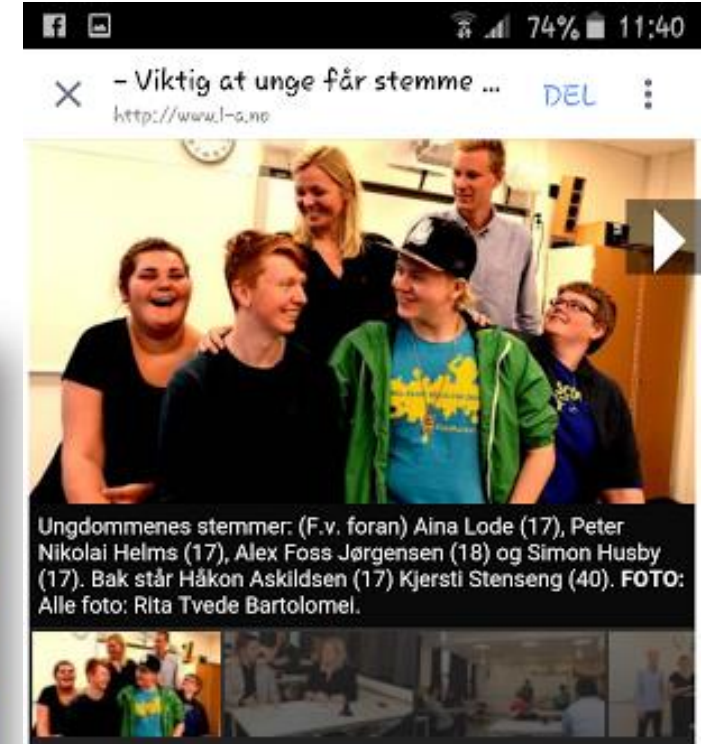 74% 11:40
– Viktig at unge får stemme ...
DEL
http://www.l-a.no
Ungdommenes stemmer: (F.v. foran) Aina Lode (17), Peter
Nikolai Helms (17), Alex Foss Jørgensen (18) og Simon Husby
(17). Bak står Håkon Askildsen (17) Kjersti Stenseng (40). FOTO:
Alle foto: Rita Tvede Bartolomei.